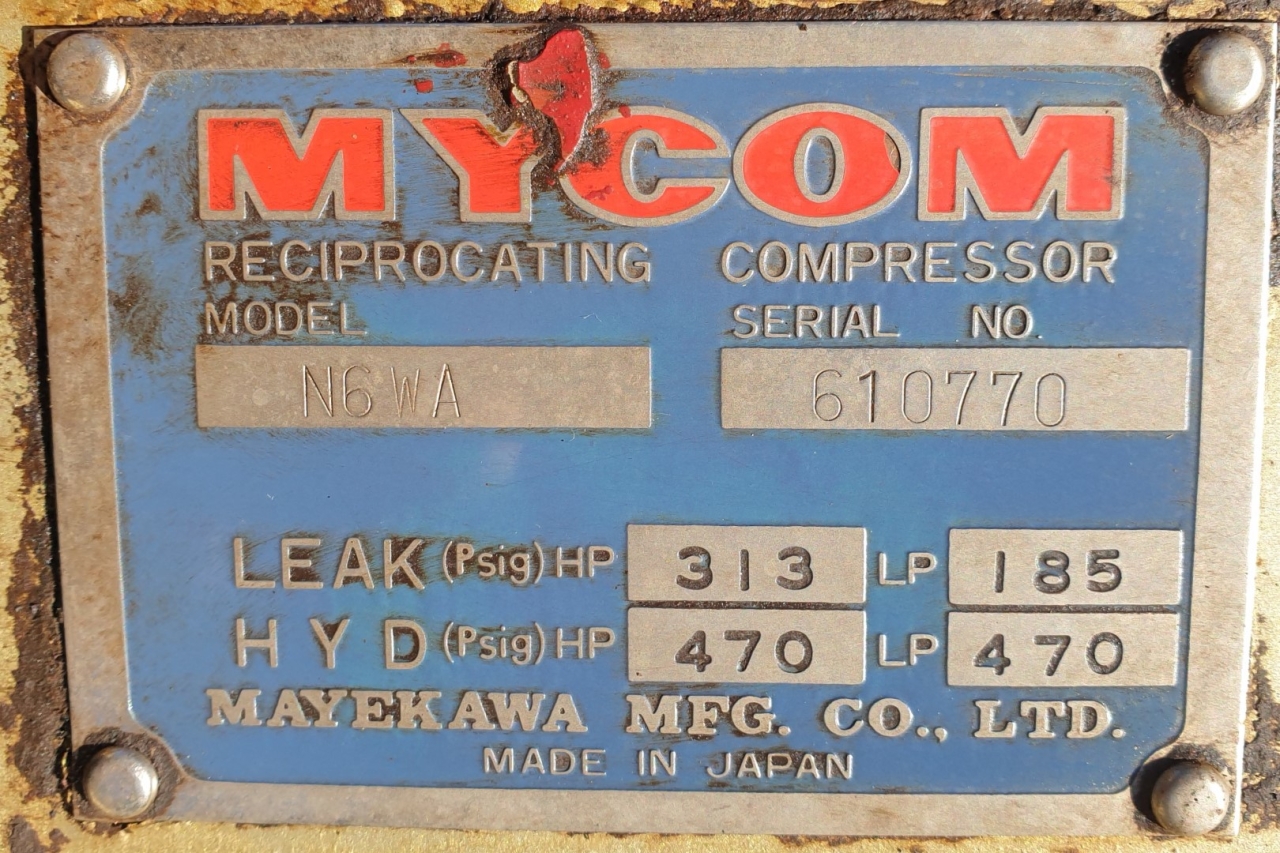 MYCOM
RECIPROCATING COMPRESSOR
MODEL SERIAL NO.
N6WA 610770
LEAK (Psig) HP 313 LP 185
HYD (Psig) HP 470 LP 470
MAYEKAWA MFG. CO., LTD.
MADE IN JAPAN